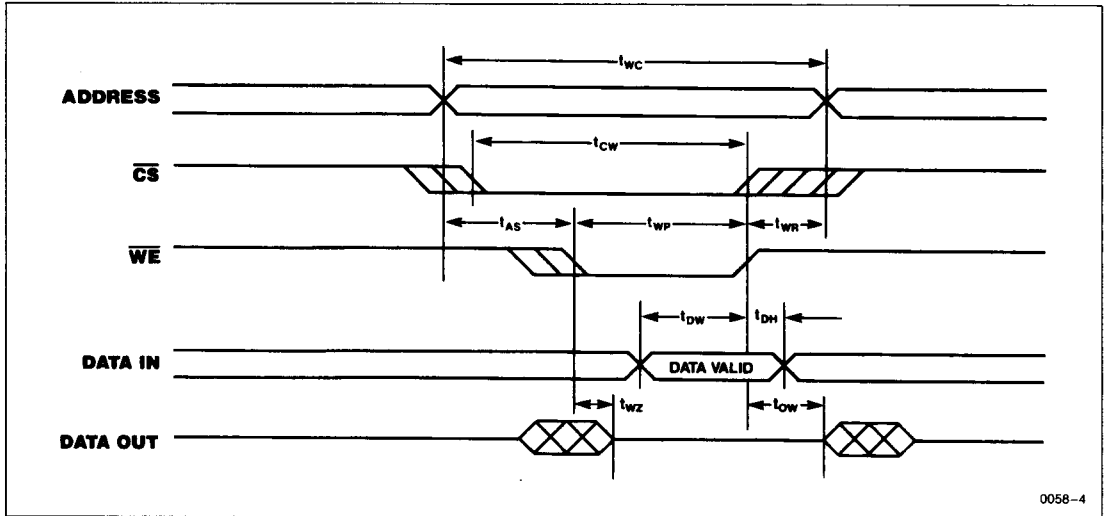 tWC
ADDRESS
tCW
CS
tAS
tWP
tWR
WE
tDW
tDH
DATA IN
DATA VALID
tWZ
tOW
DATA OUT
0058-4